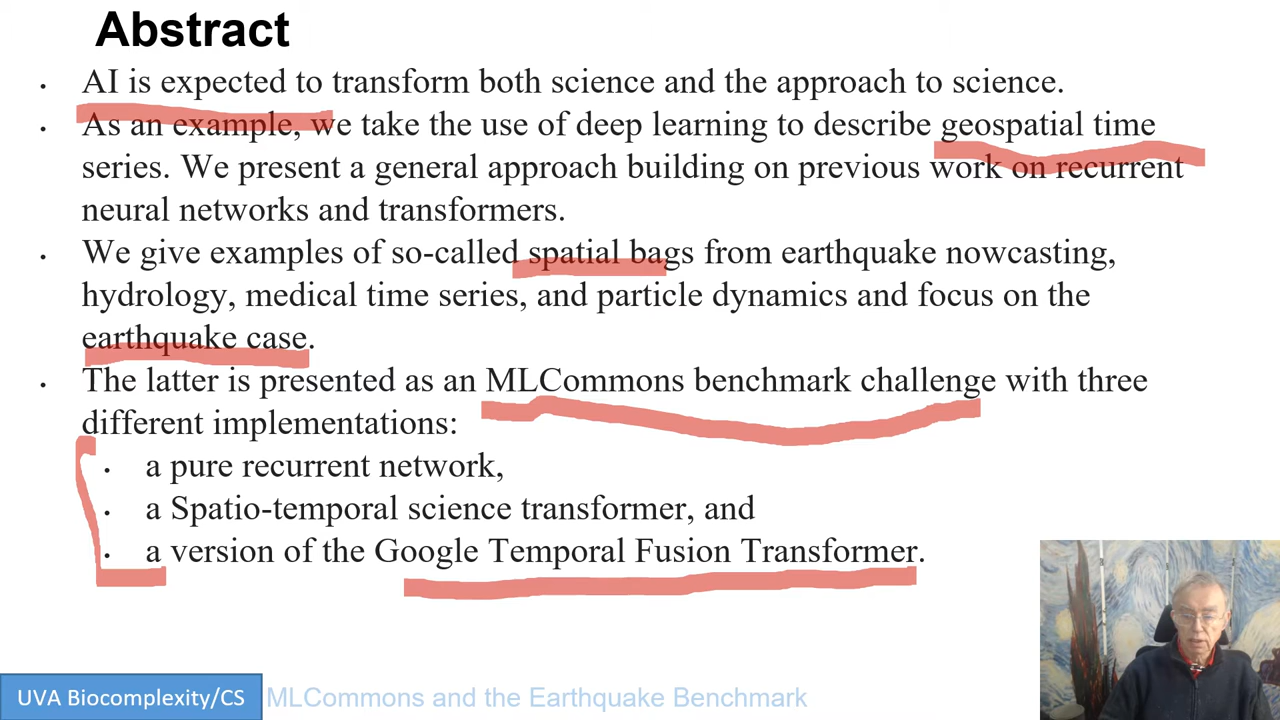 Abstract
• AI is expected to transform both science and the approach to science.
• As an example, we take the use of deep learning to describe geospatial time
series. We present a general approach building on previous work on recurrent
neural networks and transformers.
• We give examples of so-called spatial bags from earthquake nowcasting,
hydrology, medical time series, and particle dynamics and focus on the
earthquake case.
• The latter is presented as an MLCommons benchmark challenge with three
different implementations:
• a pure recurrent network,
• a Spatio-temporal science transformer, and
• a version of the Google Temporal Fusion Transformer.
UVA Biocomplexity/CS MLCommons and the Earthquake Benchmark